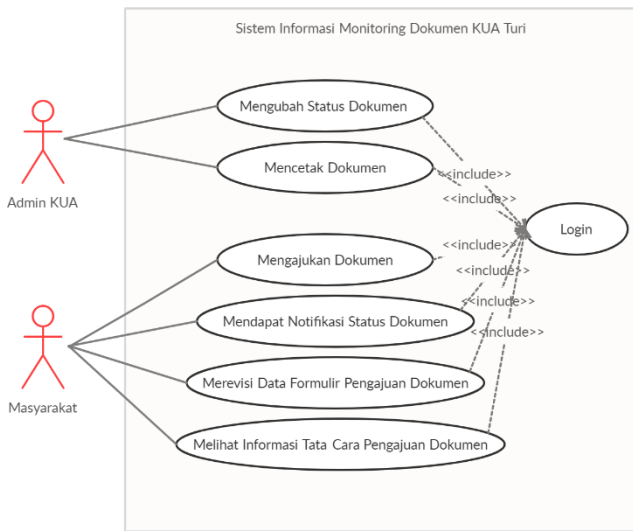 Sistem Informasi Monitoring Dokumen KUA Turi
Mengubah Status Dokumen
Mencetak Dokumen
Admin KUA
<<include>>
<<include>>
Login
Mengajukan Dokumen
<<include>>
<<include>>
Mendapat Notifikasi Status Dokumen
<<include>>
<<include>>
Merevisi Data Formulir Pengajuan Dokumen
Masyarakat
Melihat Informasi Tata Cara Pengajuan Dokumen